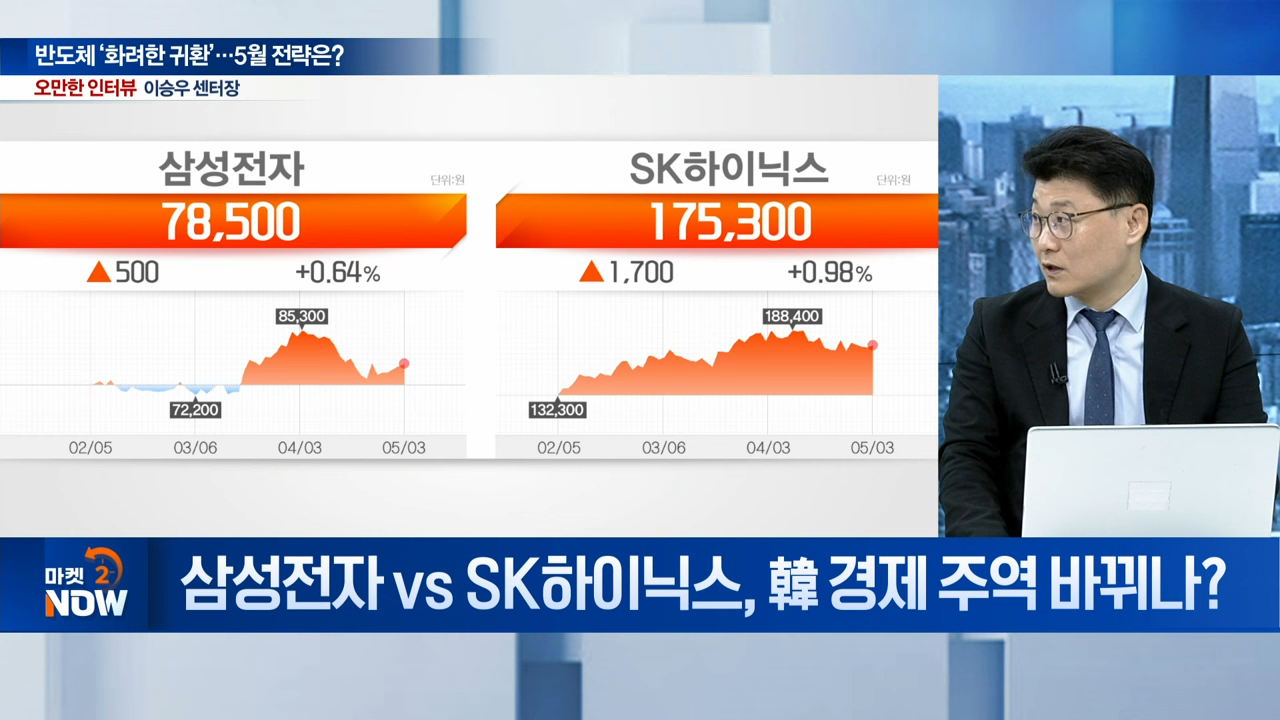 반도체 ‘화려한 귀환’…5월 전략은?
오만한 인터뷰 이승우 센터장
삼성전자
단위:원
78,500
▲500 +0.64%
85,300
72,200
02/05 03/06 04/03 05/03
SK하이닉스
단위:원
175,300
▲1,700 +0.98%
188,400
132,300
02/05 03/06 04/03 05/03
마켓 2
NOW
삼성전자 vs SK하이닉스, 韓 경제 주역 바뀌나?